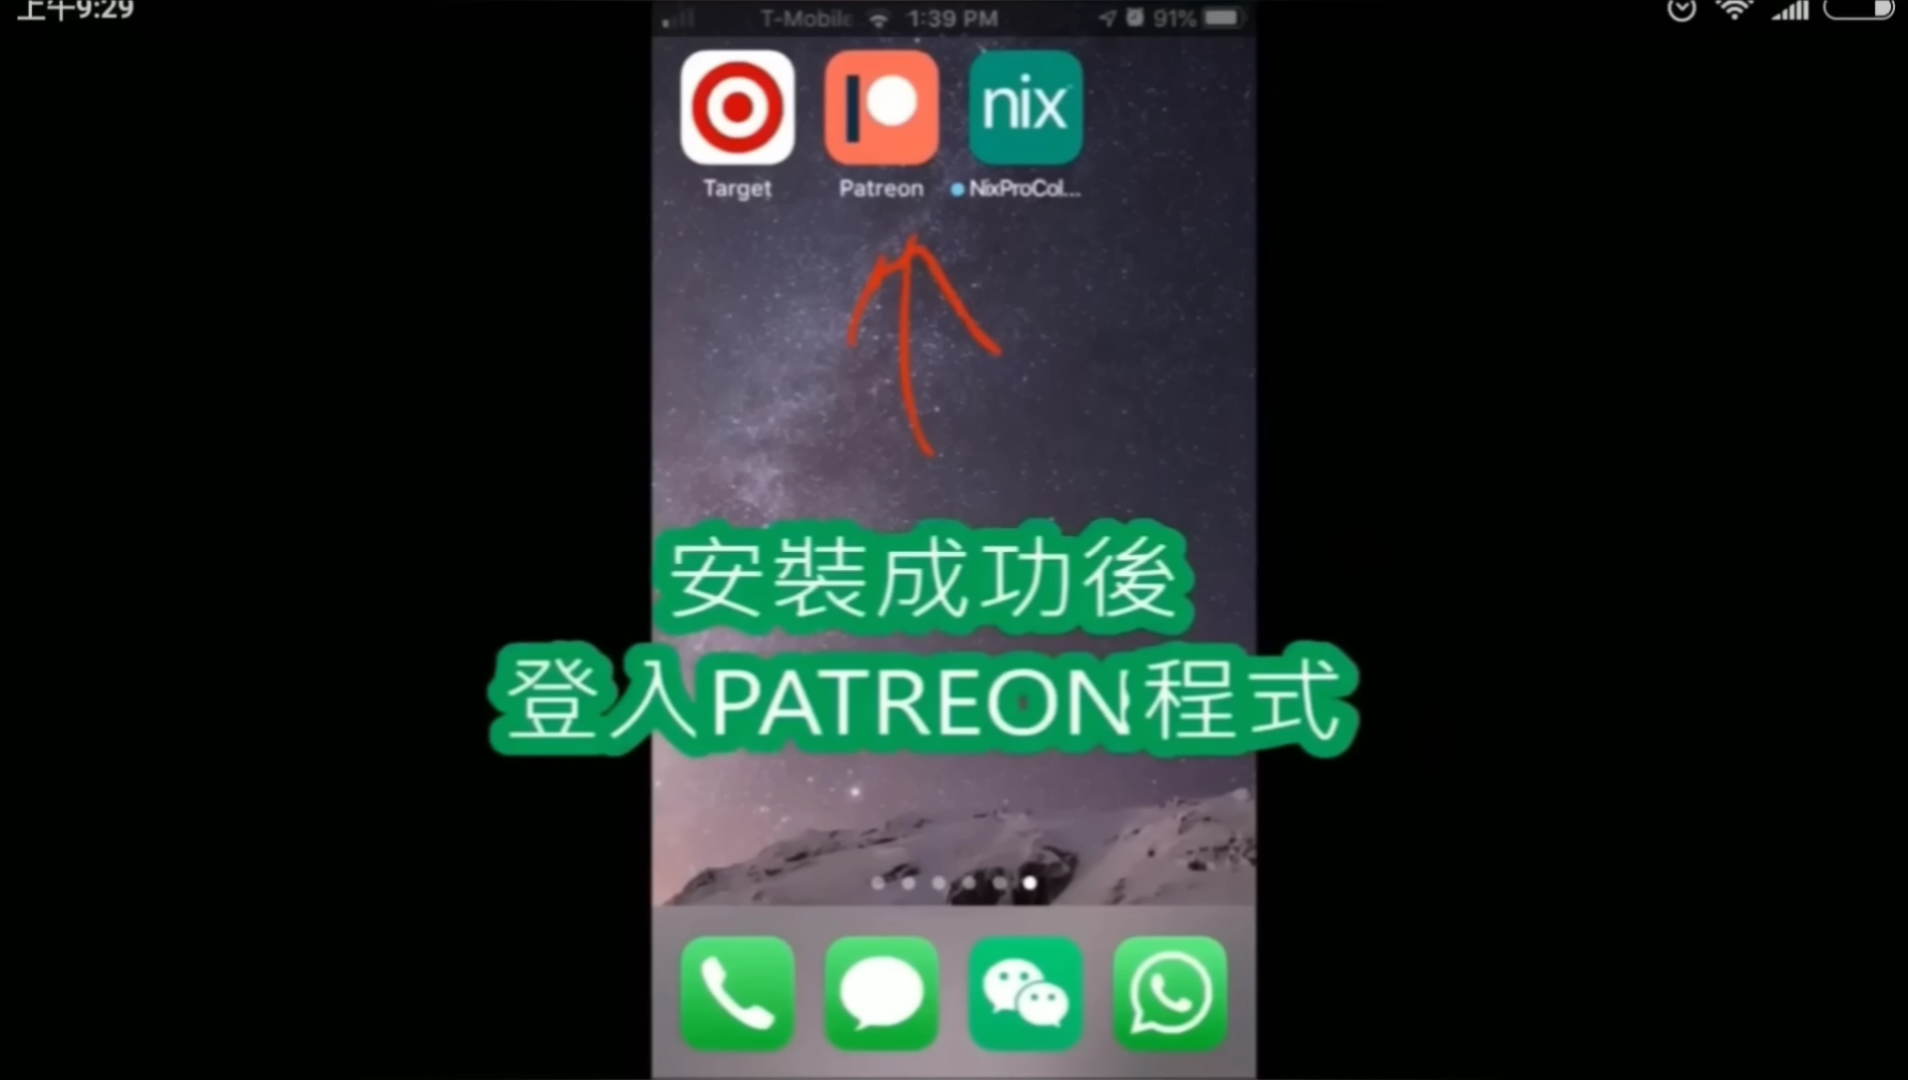 上午9:29
T-Mobile 1:39 PM 91%
nix
Target Patreon NixProCol...
安裝成功後
登入PATREON程式